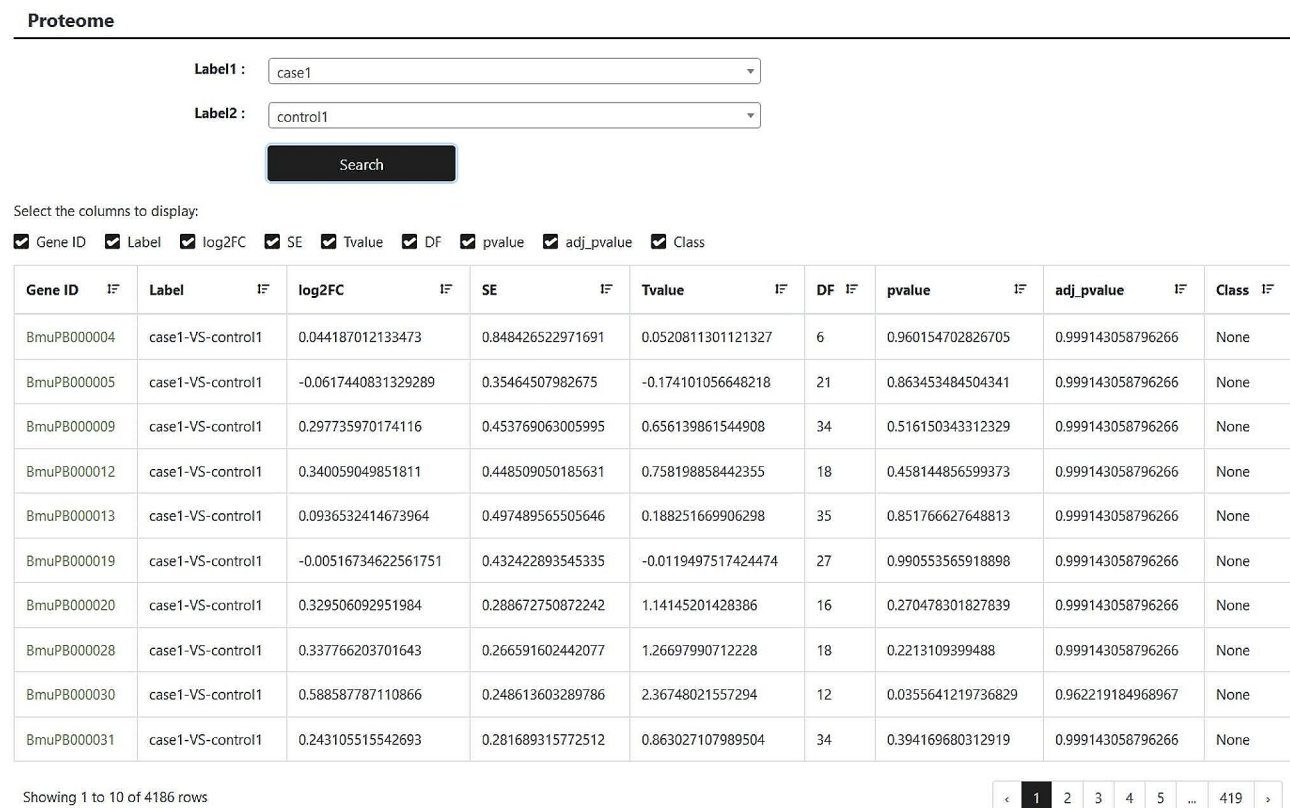 Proteome
Label1 : case1
Label2 : control1
Search
Select the columns to display:
Gene ID Label log2FC SE Tvalue DF pvalue adj_pvalue Class
Gene ID Label log2FC SE Tvalue DF pvalue adj_pvalue Class
BmuPB000004 case1-VS-control1 0.044187012133473 0.848426522971691 0.0520811301121327 6 0.960154702826705 0.999143058796266 None
BmuPB000005 case1-VS-control1 -0.0617440831329289 0.35464507982675 -0.174101056648218 21 0.863453484504341 0.999143058796266 None
BmuPB000009 case1-VS-control1 0.297735970174116 0.453769063005995 0.656139861544908 34 0.516150343312329 0.999143058796266 None
BmuPB000012 case1-VS-control1 0.340059049851811 0.448509050185631 0.758198858442355 18 0.458144856599373 0.999143058796266 None
BmuPB000013 case1-VS-control1 0.0936532414673964 0.497489565505646 0.188251669906298 35 0.851766627648813 0.999143058796266 None
BmuPB000019 case1-VS-control1 -0.00516734622561751 0.432422893545335 -0.0119497517424474 27 0.990553565918898 0.999143058796266 None
BmuPB000020 case1-VS-control1 0.329506092951984 0.288672750872242 1.14145201428386 16 0.270478301827839 0.999143058796266 None
BmuPB000028 case1-VS-control1 0.337766203701643 0.266591602442077 1.26697990712228 18 0.2213109399488 0.999143058796266 None
BmuPB000030 case1-VS-control1 0.588587787110866 0.248613603289786 2.36748021557294 12 0.0355641219736829 0.962219184968967 None
BmuPB000031 case1-VS-control1 0.243105515542693 0.281689315772512 0.863027107989504 34 0.394169680312919 0.999143058796266 None
Showing 1 to 10 of 4186 rows ‹ 1 2 3 4 5 ... 419 ›